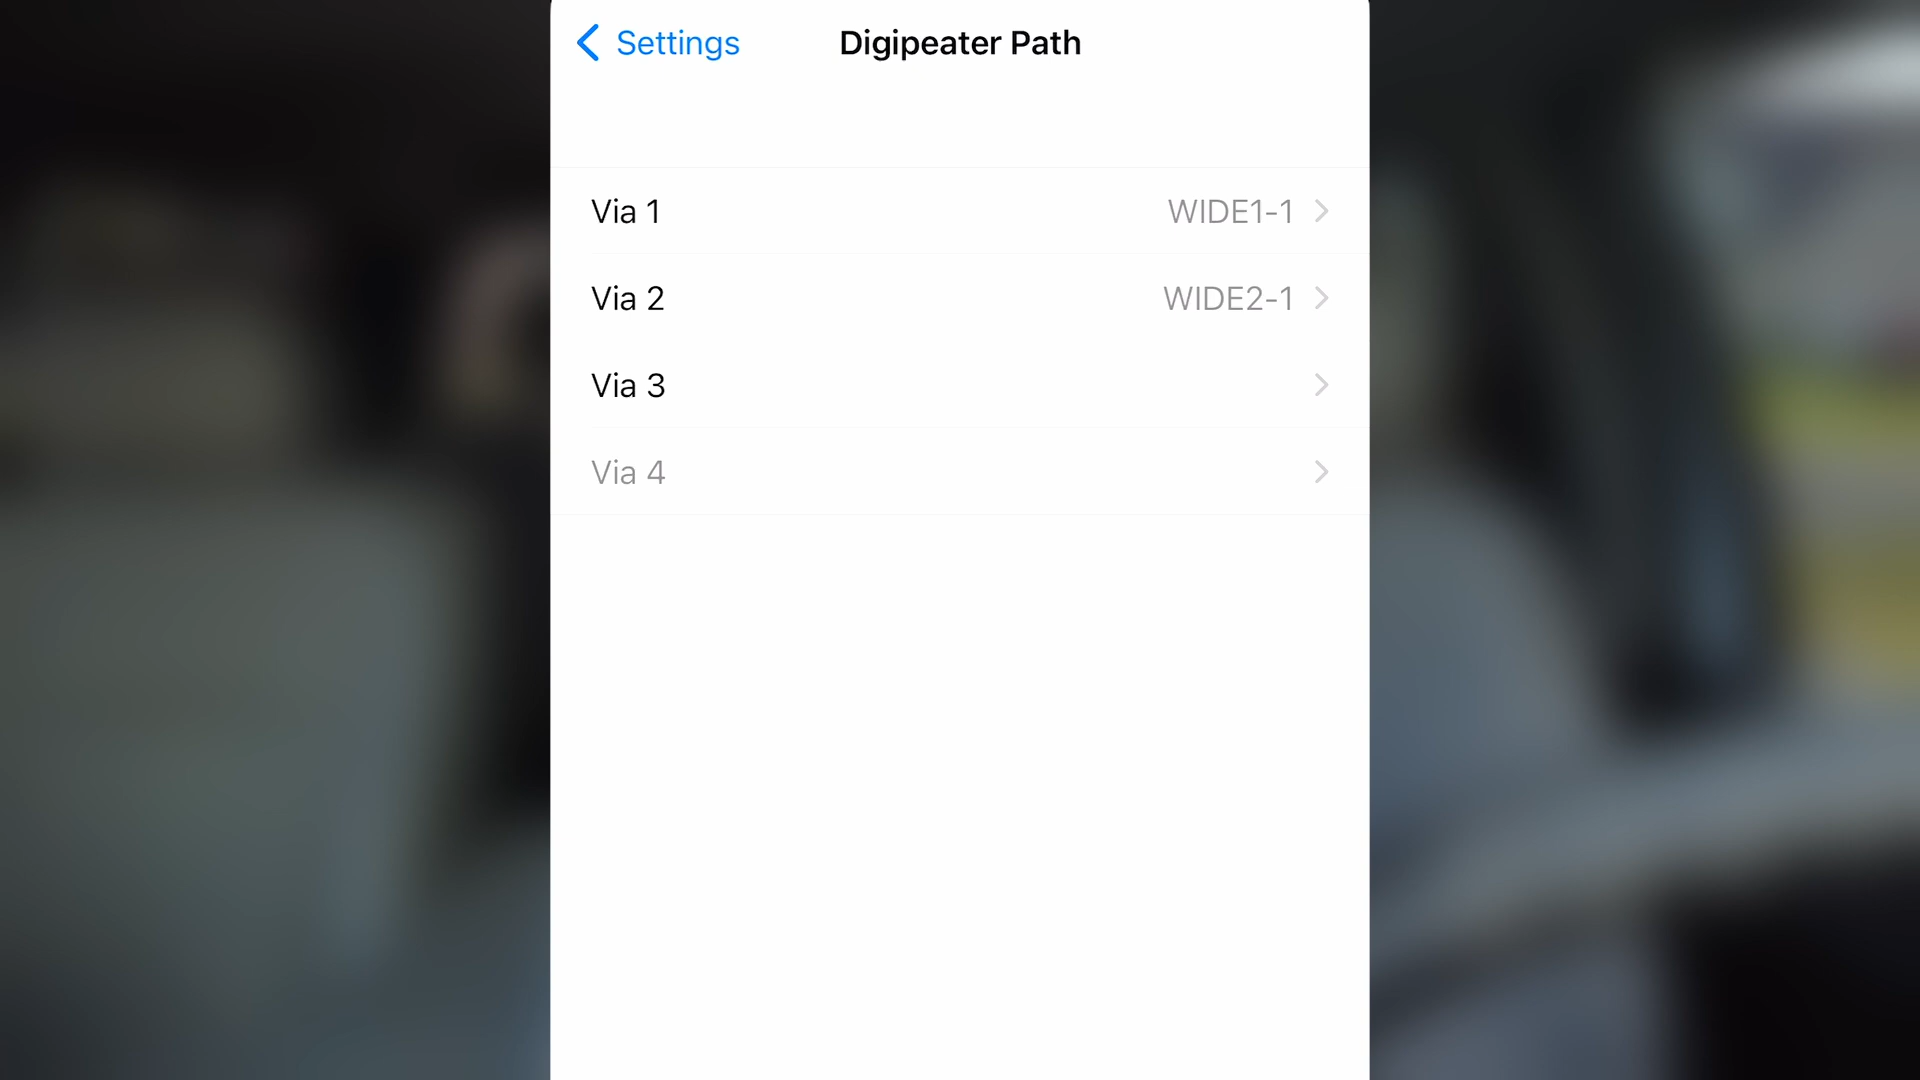 Settings
Digipeater Path
Via 1 WIDE1-1
Via 2 WIDE2-1
Via 3
Via 4